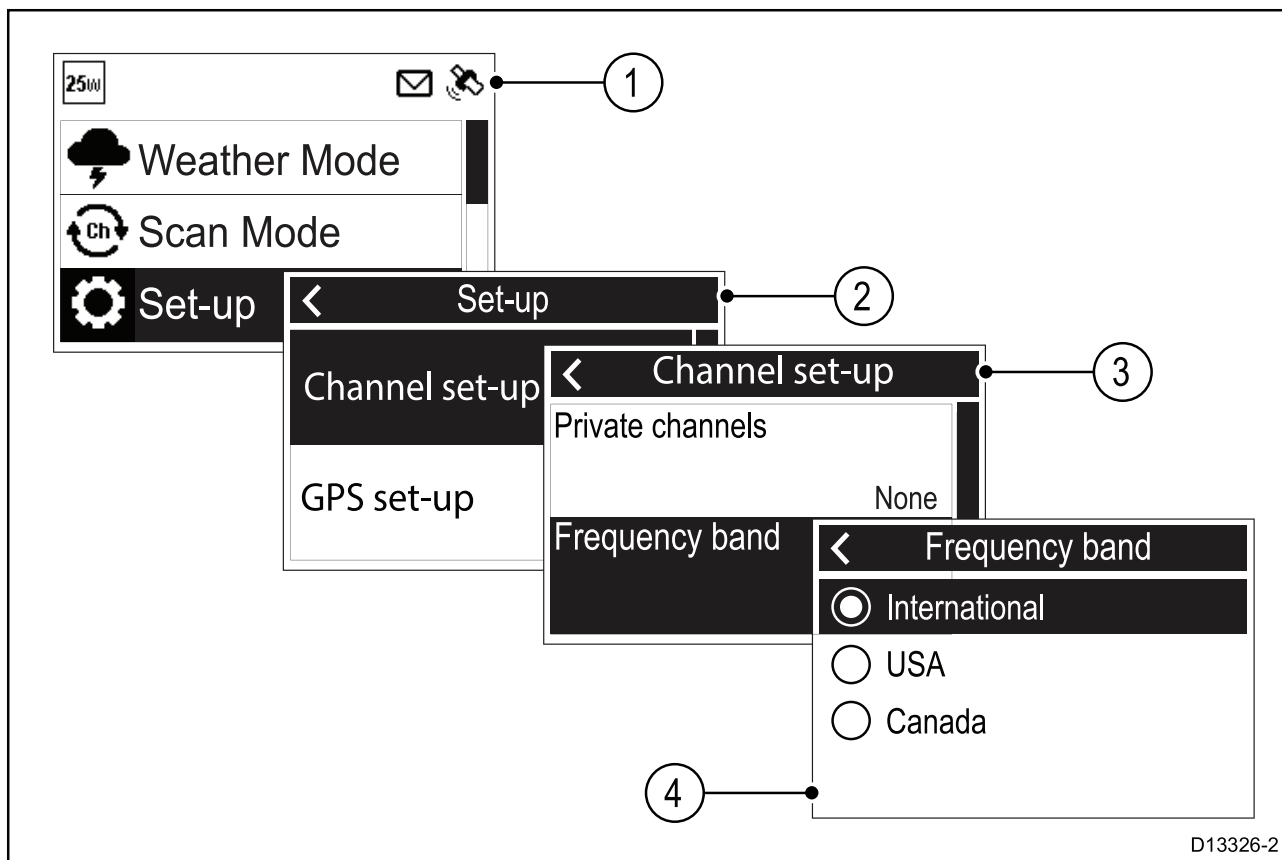 25W
1
Weather Mode
Ch
Scan Mode
Set-up
Set-up
2
Channel set-up
GPS set-up
Channel set-up
3
Private channels
None
Frequency band
Frequency band
International
USA
Canada
4
D13326-2